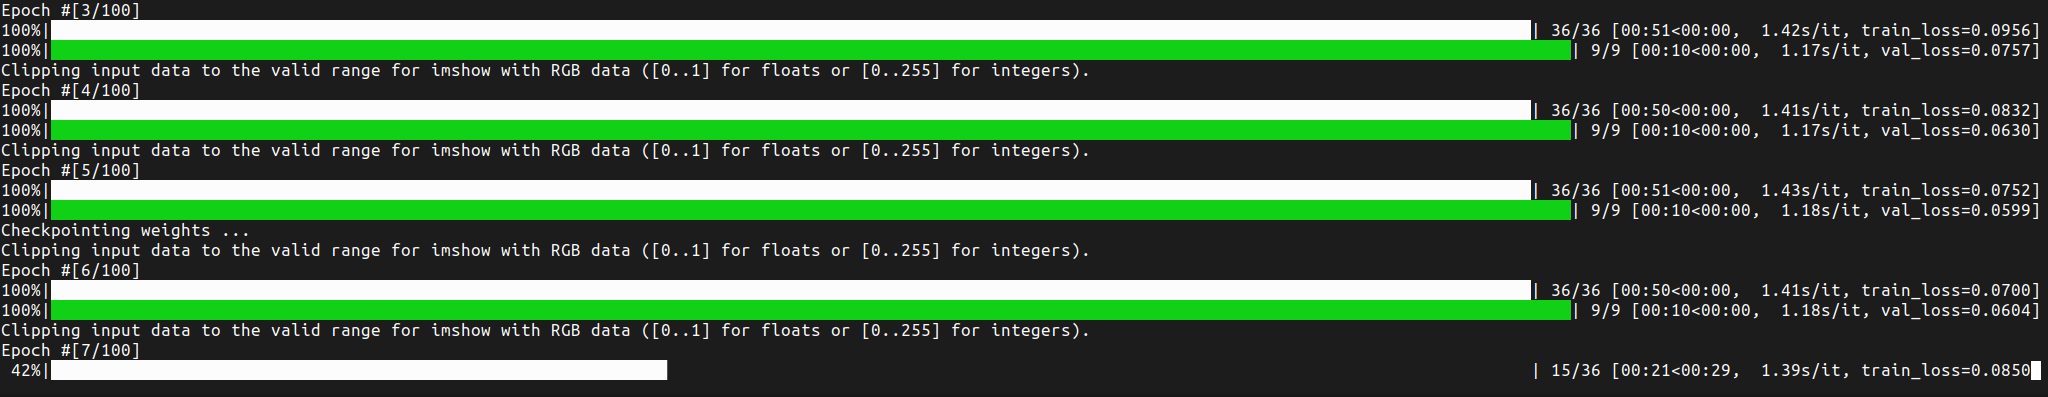 Epoch #[3/100]
100%| | 36/36 [00:51<00:00,  1.42s/it, train_loss=0.0956]
100%| | 9/9 [00:10<00:00,  1.17s/it, val_loss=0.0757]
Clipping input data to the valid range for imshow with RGB data ([0..1] for floats or [0..255] for integers).
Epoch #[4/100]
100%| | 36/36 [00:50<00:00,  1.41s/it, train_loss=0.0832]
100%| | 9/9 [00:10<00:00,  1.17s/it, val_loss=0.0630]
Clipping input data to the valid range for imshow with RGB data ([0..1] for floats or [0..255] for integers).
Epoch #[5/100]
100%| | 36/36 [00:51<00:00,  1.43s/it, train_loss=0.0752]
100%| | 9/9 [00:10<00:00,  1.18s/it, val_loss=0.0599]
Checkpointing weights ...
Clipping input data to the valid range for imshow with RGB data ([0..1] for floats or [0..255] for integers).
Epoch #[6/100]
100%| | 36/36 [00:50<00:00,  1.41s/it, train_loss=0.0700]
100%| | 9/9 [00:10<00:00,  1.18s/it, val_loss=0.0604]
Clipping input data to the valid range for imshow with RGB data ([0..1] for floats or [0..255] for integers).
Epoch #[7/100]
42%| | 15/36 [00:21<00:29,  1.39s/it, train_loss=0.0850